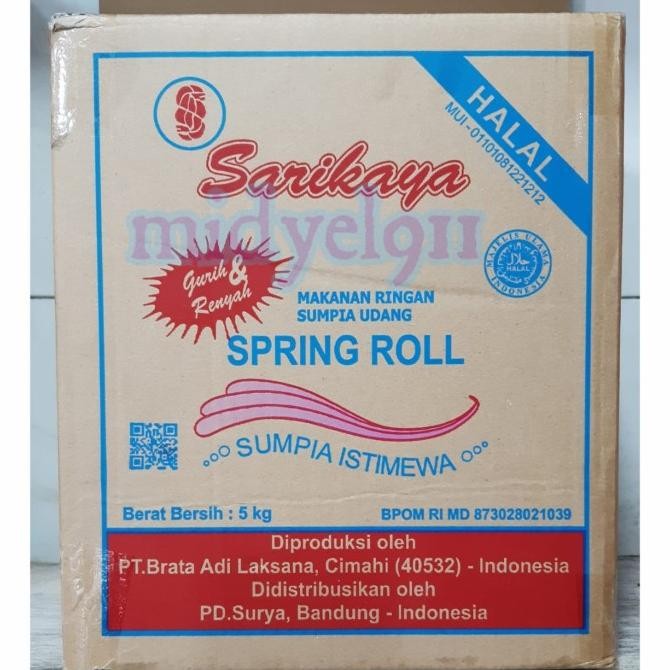 HALAL
MUI -01101081221212
Sarikaya
midyel911
Gurih
&
Renyah
MAJELIS ULAMA
HALAL
INDONESIA
MAKANAN RINGAN
SUMPIA UDANG
SPRING ROLL
SUMPIA ISTIMEWA
Berat Bersih : 5 kg
BPOM RI MD 873028021039
Diproduksi oleh
PT.Brata Adi Laksana, Cimahi (40532) - Indonesia
Didistribusikan oleh
PD.Surya, Bandung - Indonesia